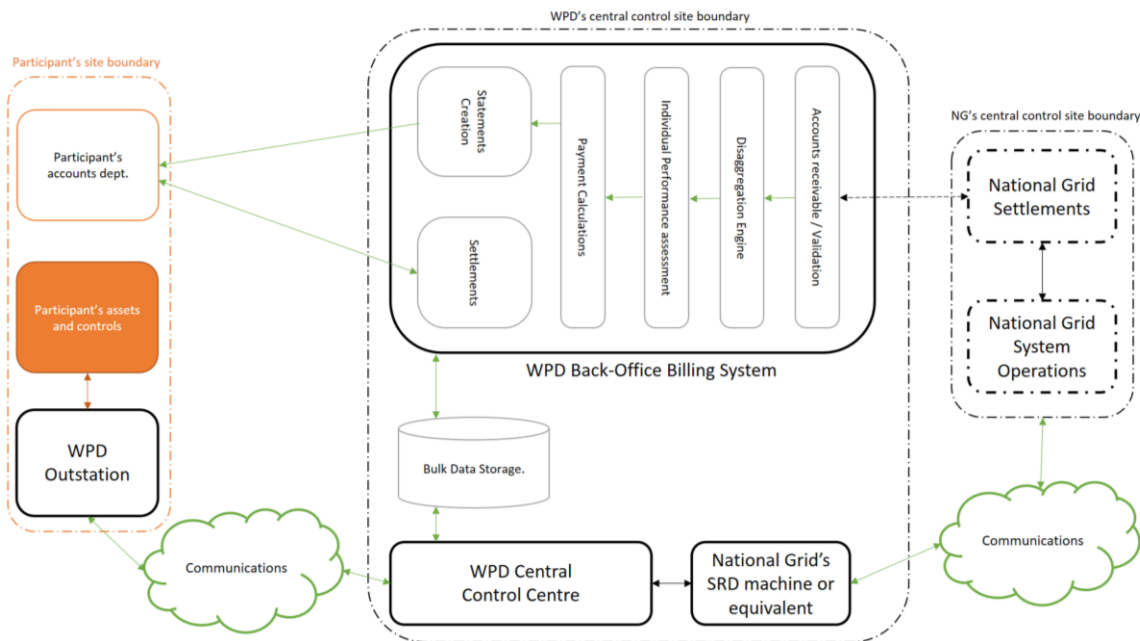 WPD's central control site boundary
Participant's site boundary
NG's central control site boundary
Participant's
accounts dept.
Participant's assets
and controls
WPD
Outstation
Statements
Creation
Settlements
Payment Calculations
Individual Performance assessment
Disaggregation
Engine
Accounts receivable / Validation
WPD Back-Office Billing System
National Grid
Settlements
National Grid
System
Operations
Bulk Data Storage.
Communications
WPD Central
Control Centre
National Grid's
SRD machine or
equivalent
Communications